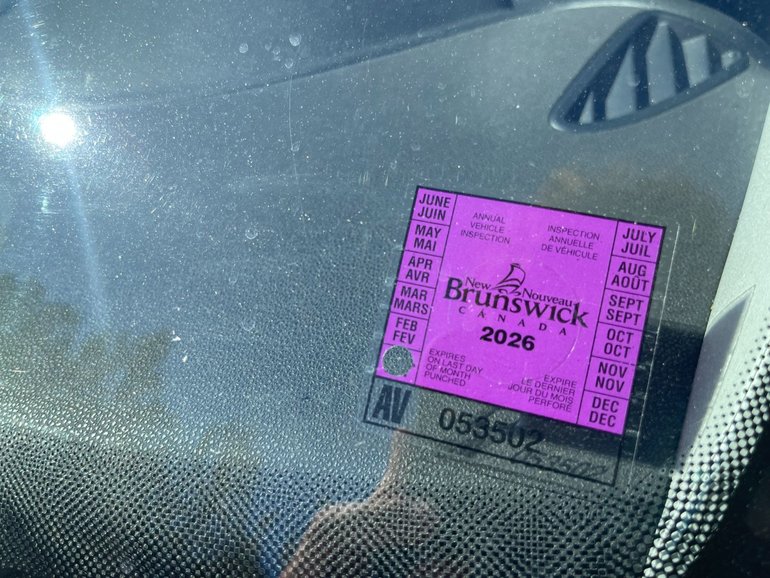 JUNE
JUIN
MAY
MAI
APR
AVR
MAR
MARS
FEB
FEV
ANNUAL
VEHICLE
INSPECTION
INSPECTION
ANNUELLE
DE VÉHICULE
New Nouveau
Brunswick
CANADA
2026
EXPIRES
ON LAST DAY
OF MONTH
PUNCHED
EXPIRE
LE DERNIER
JOUR DU MOIS
PERFORÉ
JULY
JUIL
AUG
AOÛT
SEPT
SEPT
OCT
OCT
NOV
NOV
DEC
DEC
AV 053502